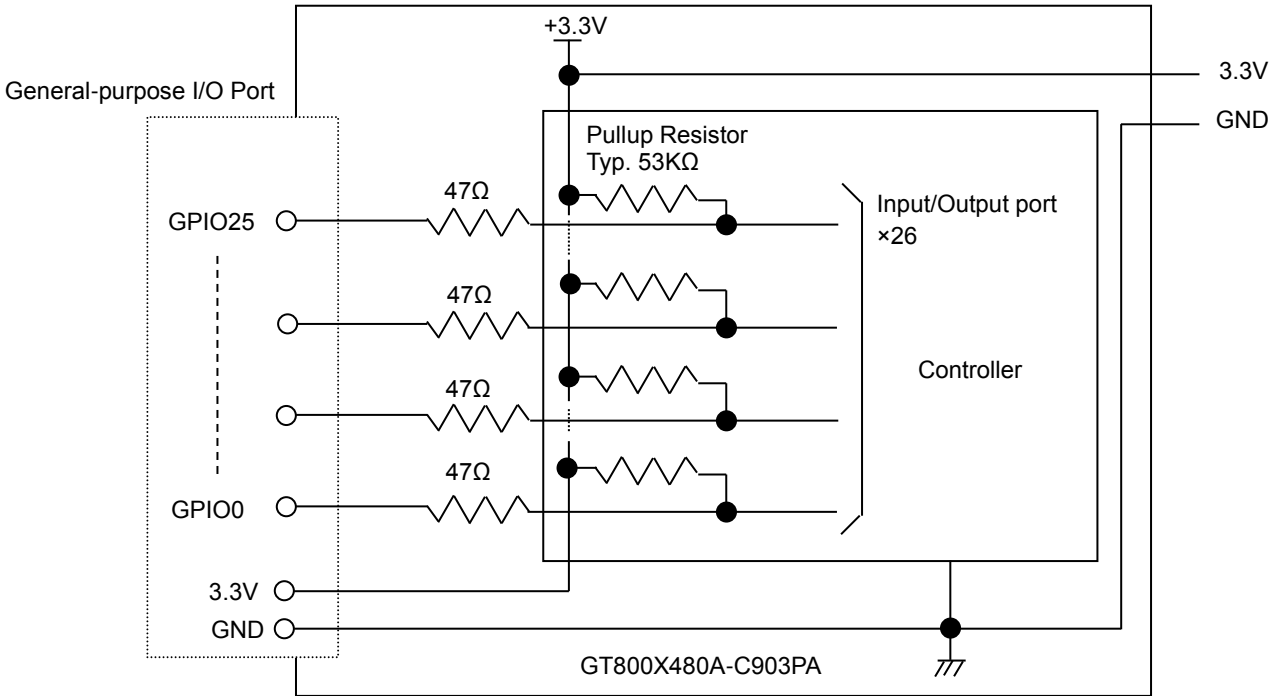 +3.3V
3.3V
General-purpose I/O Port
GND
Pullup Resistor
Typ. 53KΩ
47Ω
GPIO25
Input/Output port
×26
47Ω
47Ω
Controller
47Ω
GPIO0
3.3V
GND
GT800X480A-C903PA